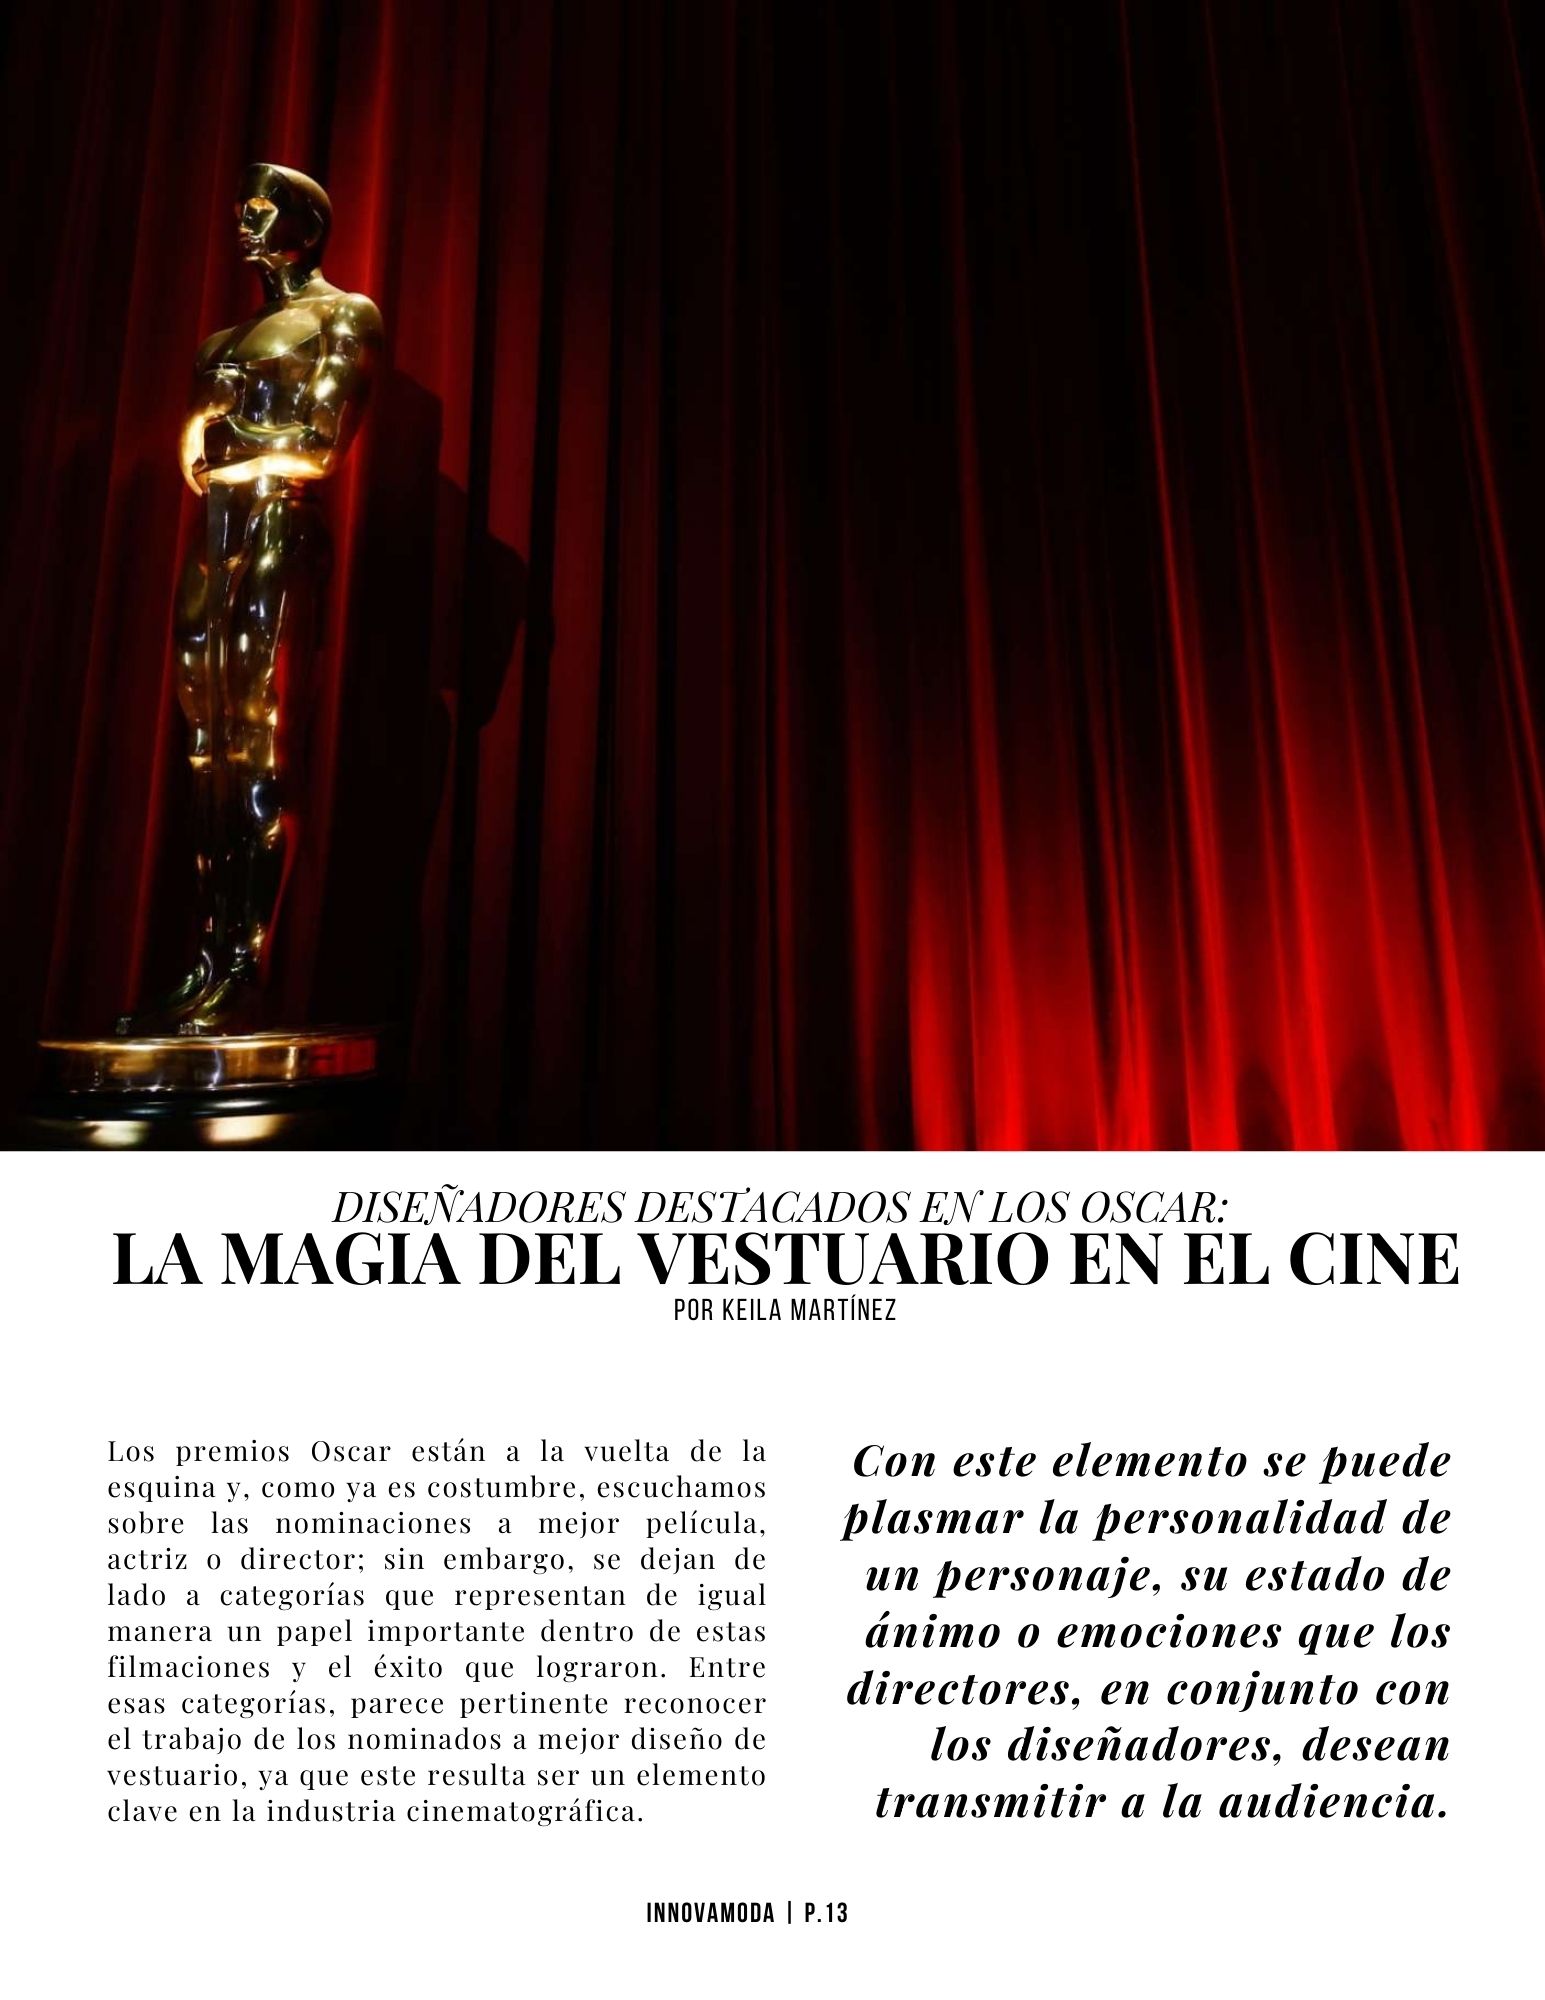 DISEÑADORES DESTACADOS EN LOS OSCAR:
LA MAGIA DEL VESTUARIO EN EL CINE
POR KEILA MARTÍNEZ
Los premios Oscar están a la vuelta de la
esquina y, como ya es costumbre, escuchamos
sobre las nominaciones a mejor película,
actriz o director; sin embargo, se dejan de
lado a categorías que representan de igual
manera un papel importante dentro de estas
filmaciones y el éxito que lograron. Entre
esas categorías, parece pertinente reconocer
el trabajo de los nominados a mejor diseño de
vestuario, ya que este resulta ser un elemento
clave en la industria cinematográfica.
Con este elemento se puede
plasmar la personalidad de
un personaje, su estado de
ánimo o emociones que los
directores, en conjunto con
los diseñadores, desean
transmitir a la audiencia.
INNOVAMODA | P.13